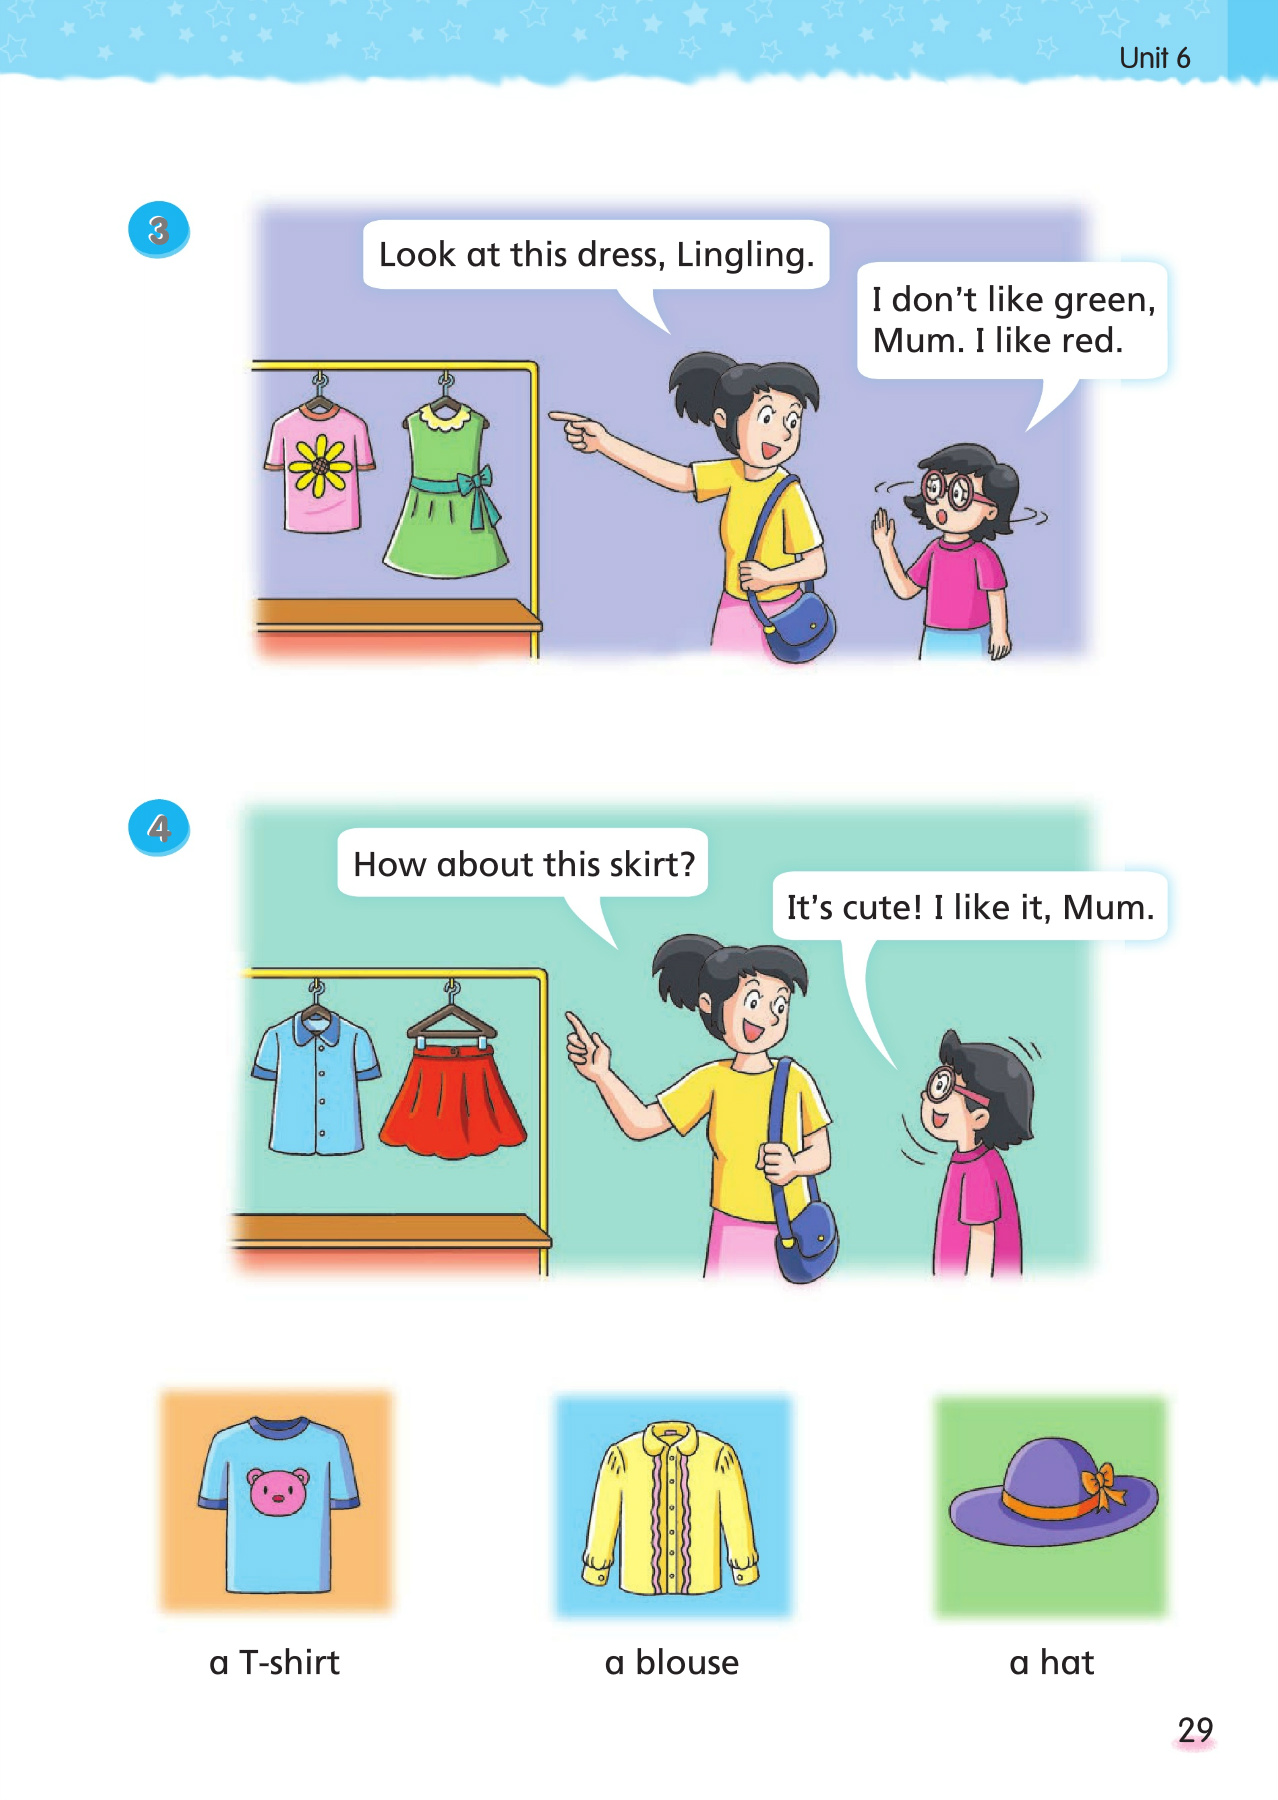 Unit 6
3
Look at this dress, Lingling.
I don't like green,
Mum. I like red.
4
How about this skirt?
It's cute! I like it, Mum.
a T-shirt
a blouse
a hat
29